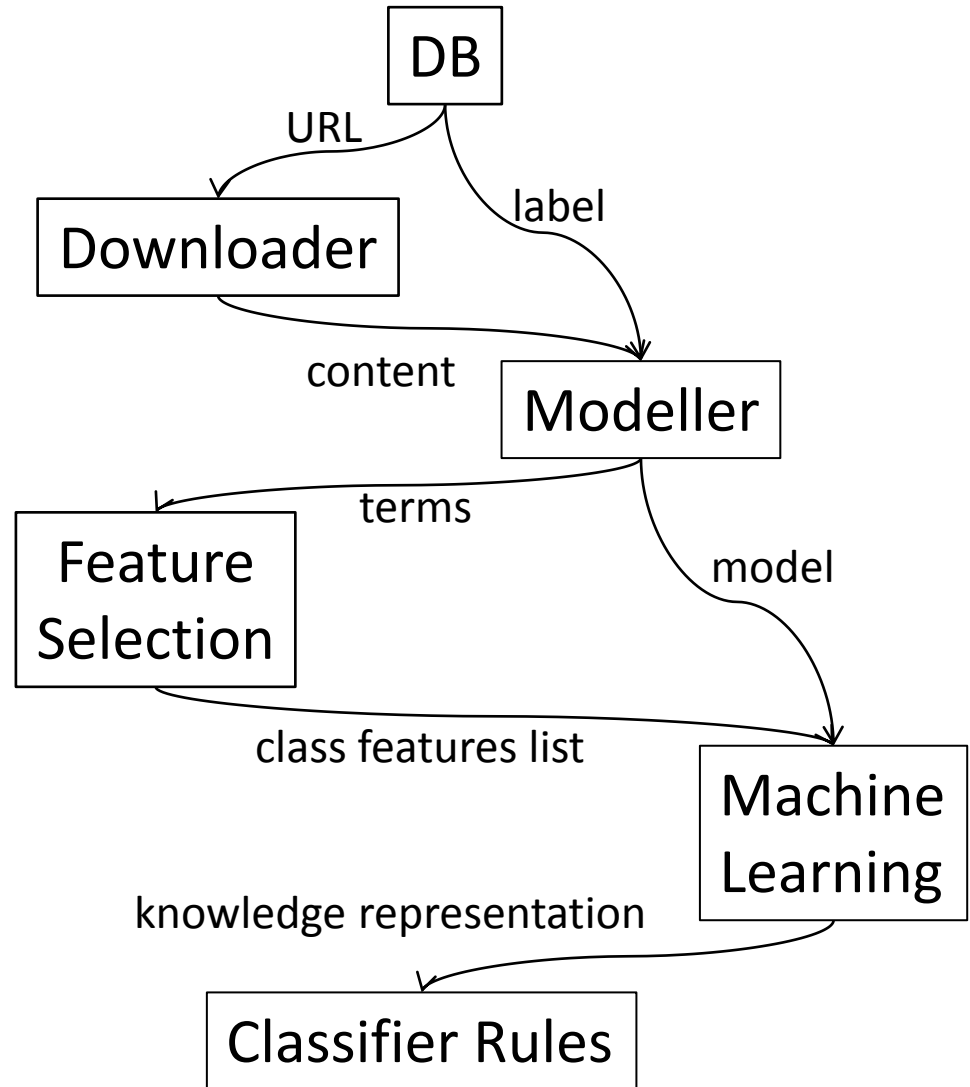 DB
URL
label
Downloader
content
Modeller
terms
Feature
Selection
model
class features list
Machine
Learning
knowledge representation
Classifier Rules